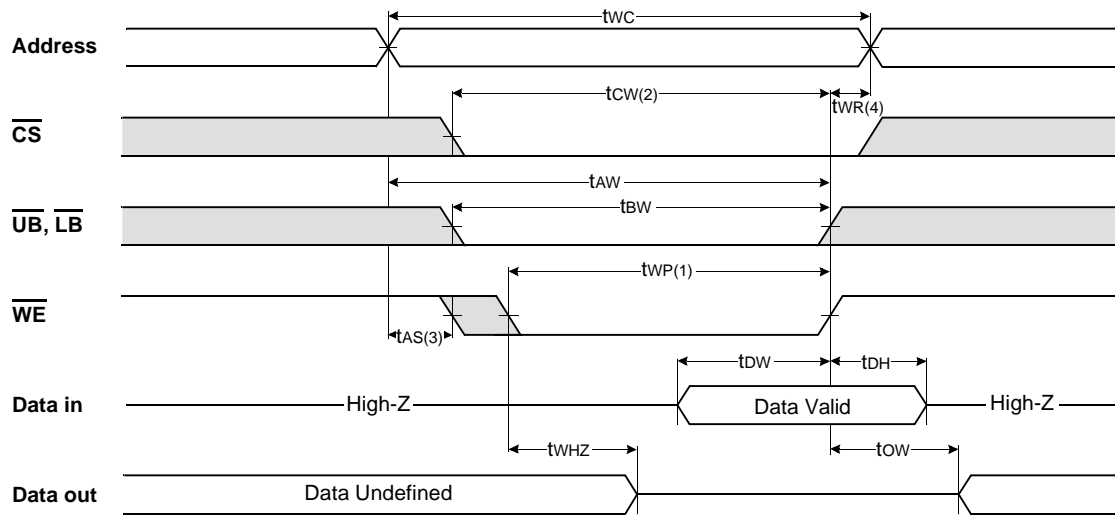 tWC
Address
tCW(2)
tWR(4)
CS
tAW
UB, LB
tBW
tWP(1)
WE
tAS(3)
tDW
tDH
Data in
High-Z
Data Valid
High-Z
tWHZ
tOW
Data out
Data Undefined